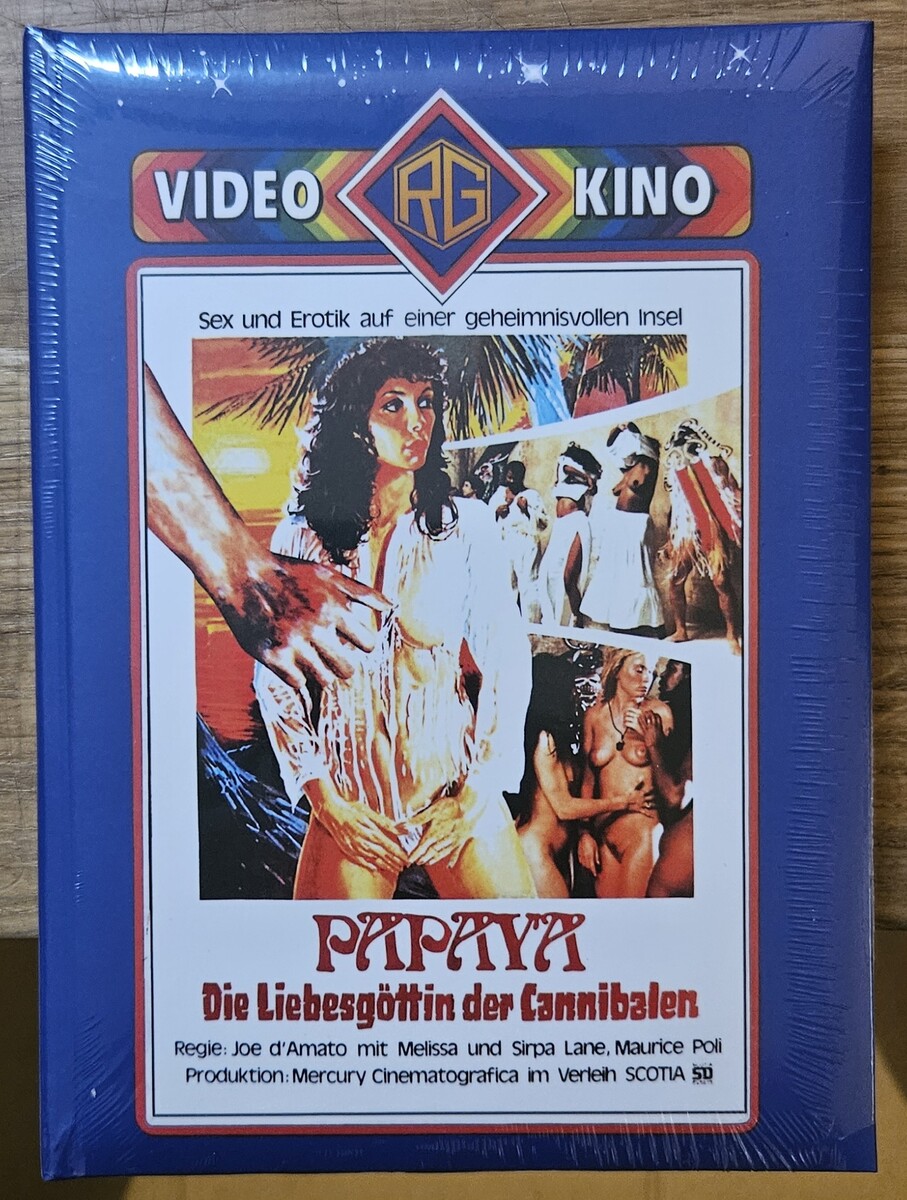 VIDEO RG KINO
Sex und Erotik auf einer geheimnisvollen Insel
PAPAYA
Die Liebesgöttin der Cannibalen
Regie: Joe d'Amato mit Melissa und Sirpa Lane, Maurice Poli
Produktion: Mercury Cinematografica im Verleih SCOTIA